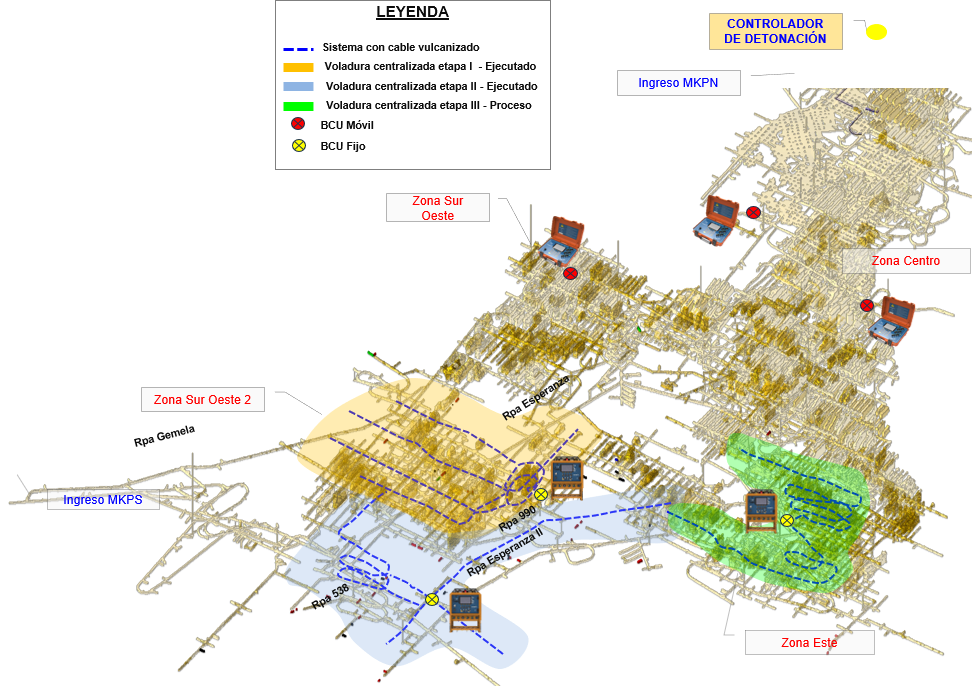 LEYENDA
Sistema con cable vulcanizado
Voladura centralizada etapa I - Ejecutado
Voladura centralizada etapa II - Ejecutado
Voladura centralizada etapa III - Proceso
BCU Móvil
BCU Fijo
CONTROLADOR
DE DETONACIÓN
Ingreso MKPN
Zona Sur
Oeste
Zona Centro
Rpa Esperanza
Zona Sur Oeste 2
Rpa Gemela
Ingreso MKPS
Rpa 990
Rpa Esperanza II
Rpa 538
Zona Este